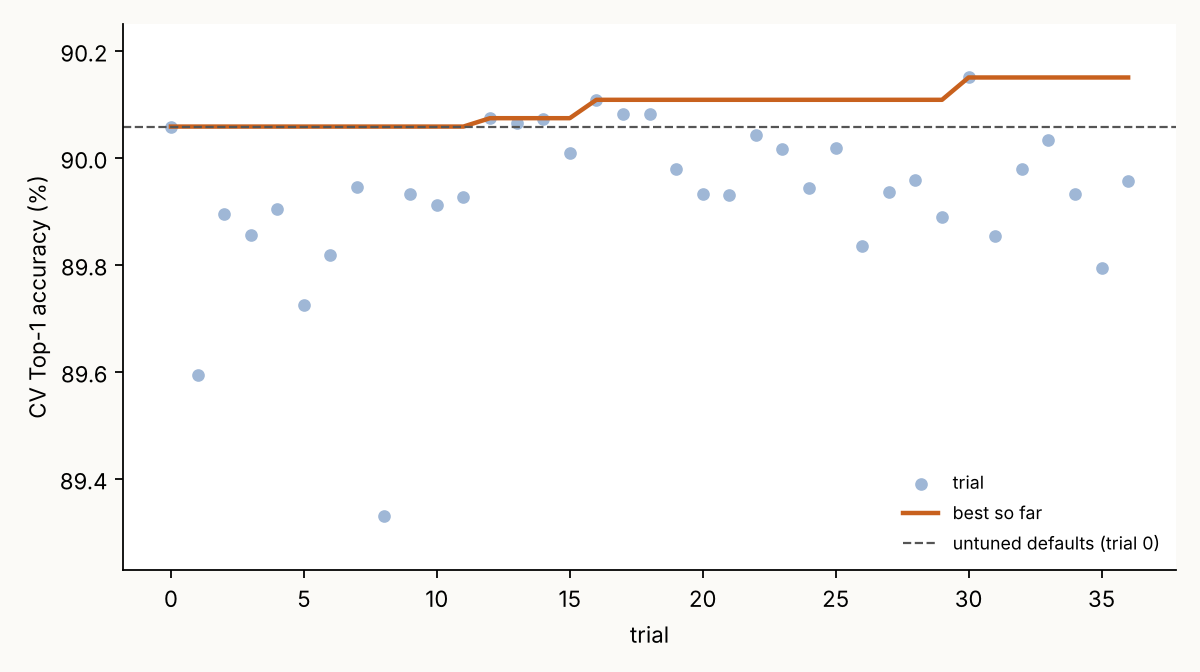 90.2
90.0
89.8
89.6
89.4
CV Top-1 accuracy (%)
trial
best so far
untuned defaults (trial 0)
0 5 10 15 20 25 30 35
trial